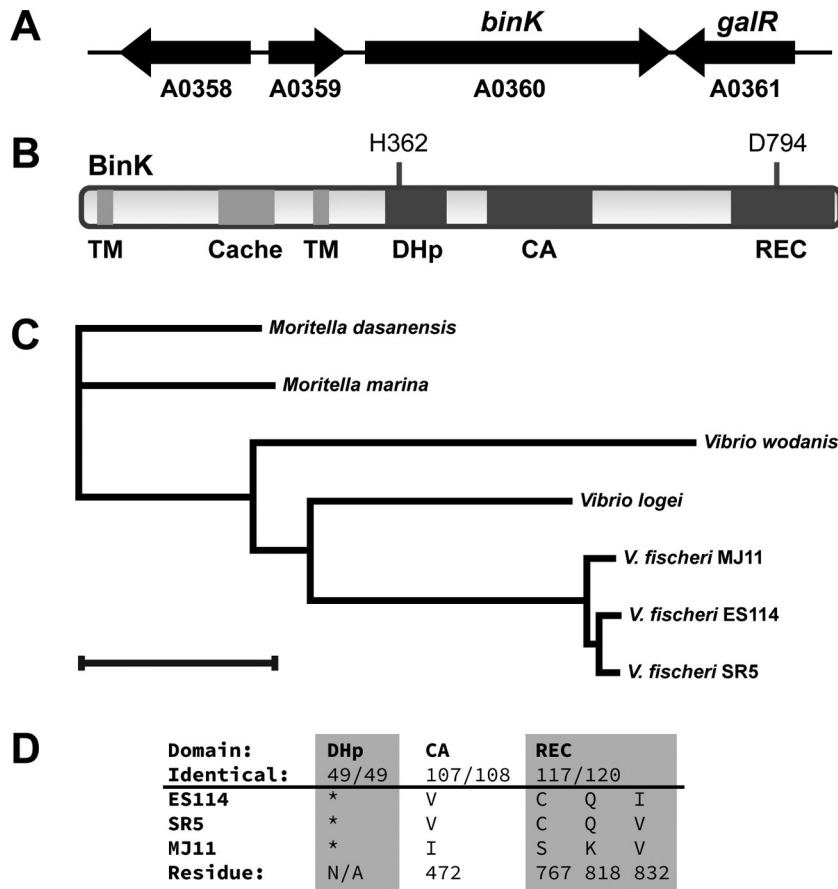 A
binK galR
A0358 A0359 A0360 A0361
B
BinK H362 D794
TM Cache TM DHp CA REC
C
Moritella dasanensis
Moritella marina
Vibrio wodanis
Vibrio logei
V. fischeri MJ11
V. fischeri ES114
V. fischeri SR5
D
Domain: DHp CA REC
Identical: 49/49 107/108 117/120
ES114 * V C Q I
SR5 * V C Q V
MJ11 * I S K V
Residue: N/A 472 767 818 832